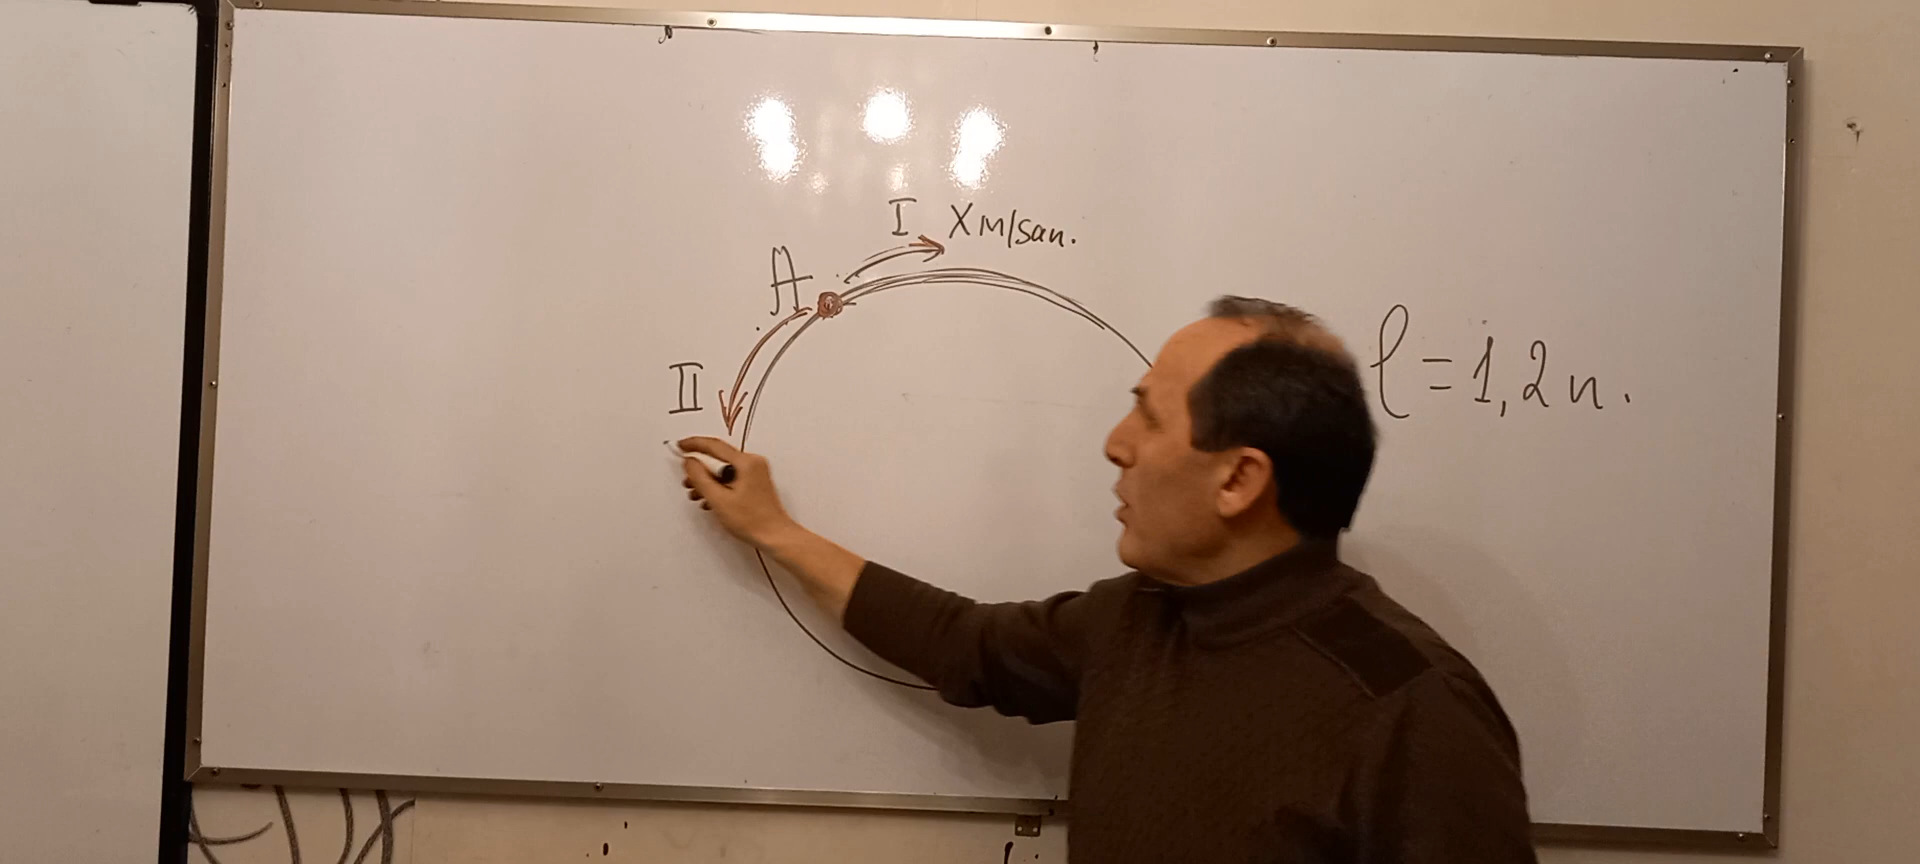 I X m/san.
A
II
l = 1,2 n.